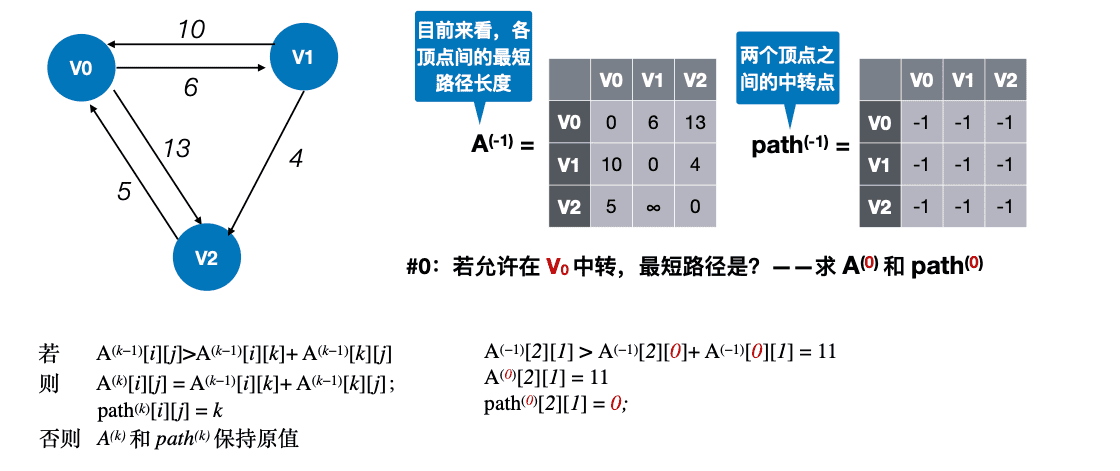 10
V0
V1
6
13
4
5
V2
目前来看，各
顶点间的最短
路径长度
A(-1) =
V0 V1 V2
V0 0 6 13
V1 10 0 4
V2 5 ∞ 0
两个顶点之
间的中转点
path(-1) =
V0 V1 V2
V0 -1 -1 -1
V1 -1 -1 -1
V2 -1 -1 -1
#0：若允许在 V0 中转，最短路径是？——求 A(0) 和 path(0)
若 A(k–1)[i][j]>A(k–1)[i][k]+ A(k–1)[k][j]
则 A(k)[i][j] = A(k–1)[i][k]+ A(k–1)[k][j];
path(k)[i][j] = k
否则 A(k) 和 path(k) 保持原值
A(−1)[2][1] > A(−1)[2][0]+ A(−1)[0][1] = 11
A(0)[2][1] = 11
path(0)[2][1] = 0;